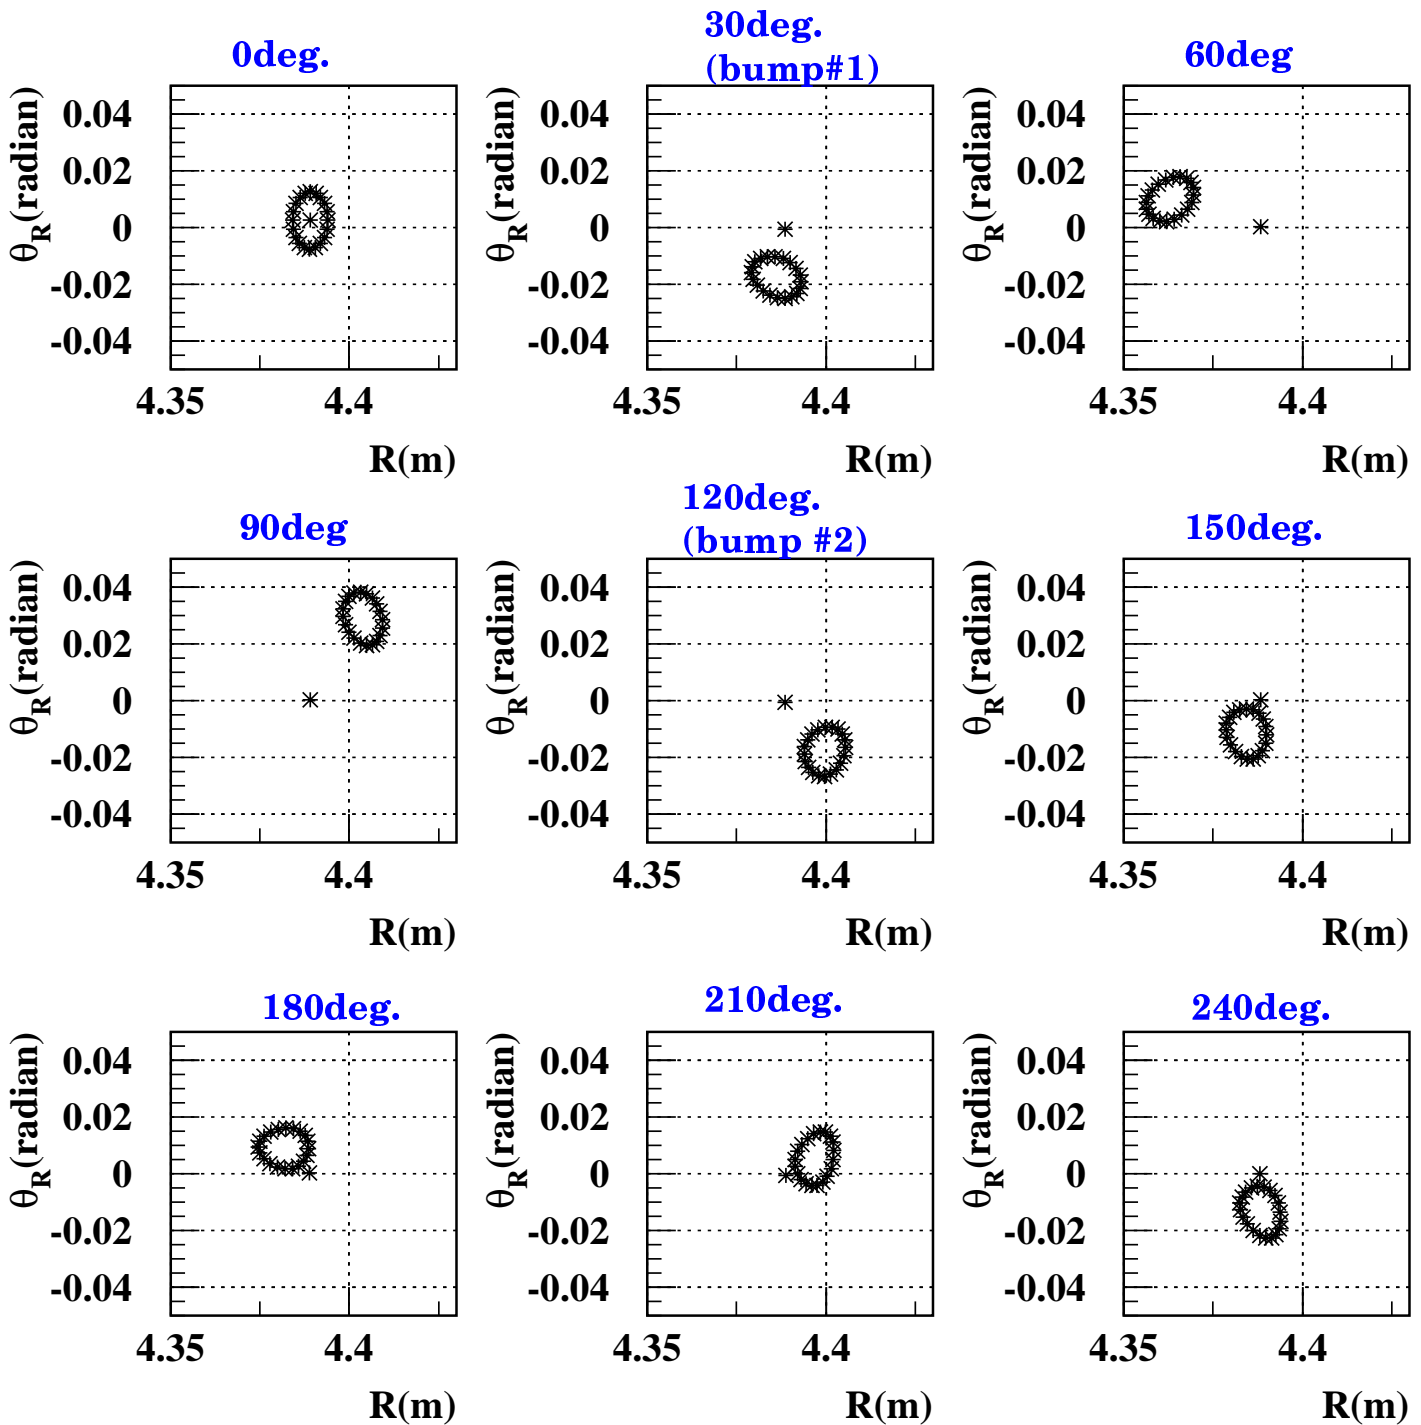 0deg.
30deg.
(bump#1)
60deg
θR(radian)
0.04
0.02
0
-0.02
-0.04
4.35
4.4
R(m)
θR(radian)
0.04
0.02
0
-0.02
-0.04
4.35
4.4
R(m)
θR(radian)
0.04
0.02
0
-0.02
-0.04
4.35
4.4
R(m)
90deg
120deg.
(bump #2)
150deg.
θR(radian)
0.04
0.02
0
-0.02
-0.04
4.35
4.4
R(m)
θR(radian)
0.04
0.02
0
-0.02
-0.04
4.35
4.4
R(m)
θR(radian)
0.04
0.02
0
-0.02
-0.04
4.35
4.4
R(m)
180deg.
210deg.
240deg.
θR(radian)
0.04
0.02
0
-0.02
-0.04
4.35
4.4
R(m)
θR(radian)
0.04
0.02
0
-0.02
-0.04
4.35
4.4
R(m)
θR(radian)
0.04
0.02
0
-0.02
-0.04
4.35
4.4
R(m)